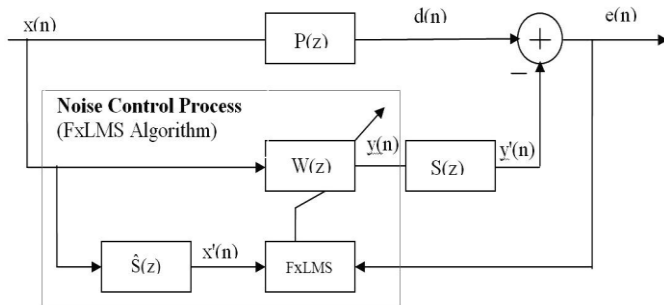 x(n)
P(z)
d(n)
+
e(n)
−
Noise Control Process
(FxLMS Algorithm)
W(z)
y(n)
S(z)
y'(n)
Ŝ(z)
x'(n)
FxLMS